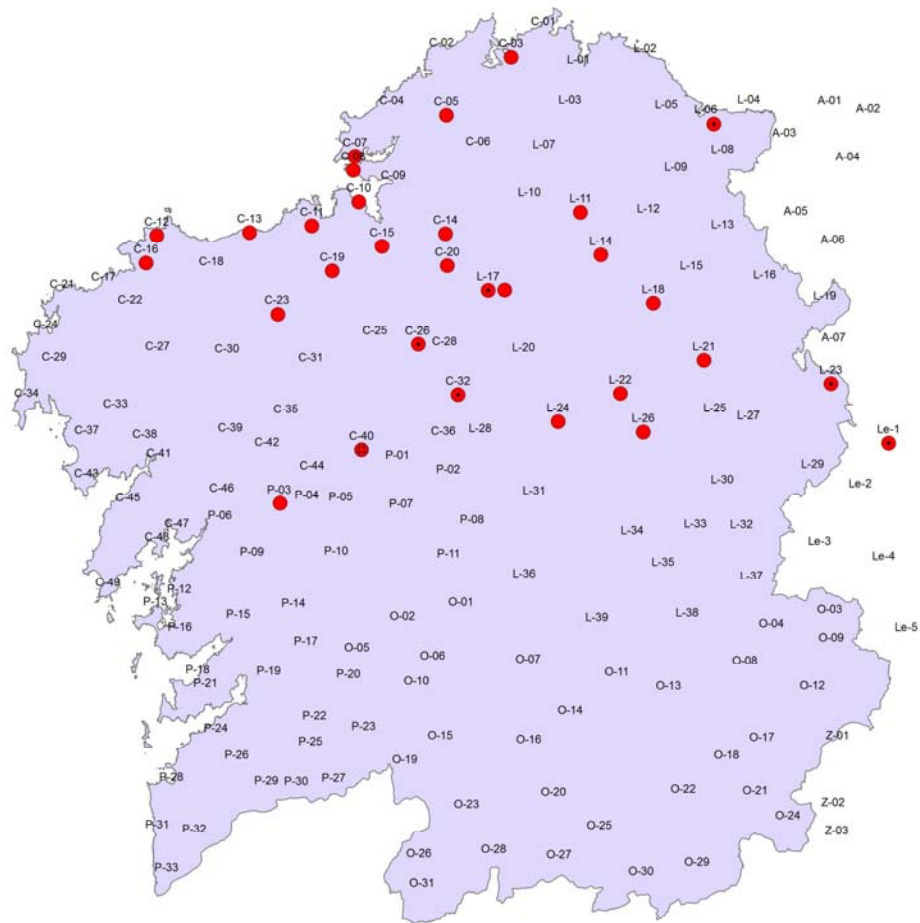 C-01
C-02 C-03 L-02
L-01
C-04 L-03 L-05 L-04 A-01
C-05 L-06 A-02
C-06 L-07 A-03
C-07 L-08
C-08 A-04
C-09 L-09
C-10 L-10
L-11 L-12 A-05
C-11 L-13
C-12 C-13 C-14
C-15 A-06
C-16 C-18 C-19 C-20 L-14
L-15
C-21 C-17 L-17 L-16
C-22 C-23 L-18 L-19
C-24 C-25 C-26 A-07
C-27 C-30 C-28 L-20 L-21
C-29 C-31
L-23
C-34 C-32 L-22
C-33 C-35 L-24 L-25 L-27
C-37 C-38 C-39 C-40 C-36 L-28 L-26 Le-1
C-42
C-41 P-01
C-43 C-44 P-02 L-29
C-46 P-03 L-30 Le-2
C-45 P-04 P-05 P-07 L-31
P-06 P-08
C-47 L-34 L-33 L-32
C-48 Le-3
P-09 P-10 P-11 Le-4
L-35
C-49 P-12 L-36 L-37
P-13 P-14 O-01 O-03
P-15 O-02 L-39 L-38
P-16 O-04 Le-5
P-17 O-05 O-09
O-06 O-07 O-08
P-18 P-19 P-20 O-11
P-21 O-10 O-13 O-12
P-22 O-14
P-24 P-23
P-25 O-15 O-16 O-17 Z-01
P-26 O-19 O-18
P-28 P-29 P-30 P-27
O-20 O-22 O-21
O-23 Z-02
O-24
P-31 P-32 O-25 Z-03
O-26 O-28 O-27
P-33 O-30 O-29
O-31